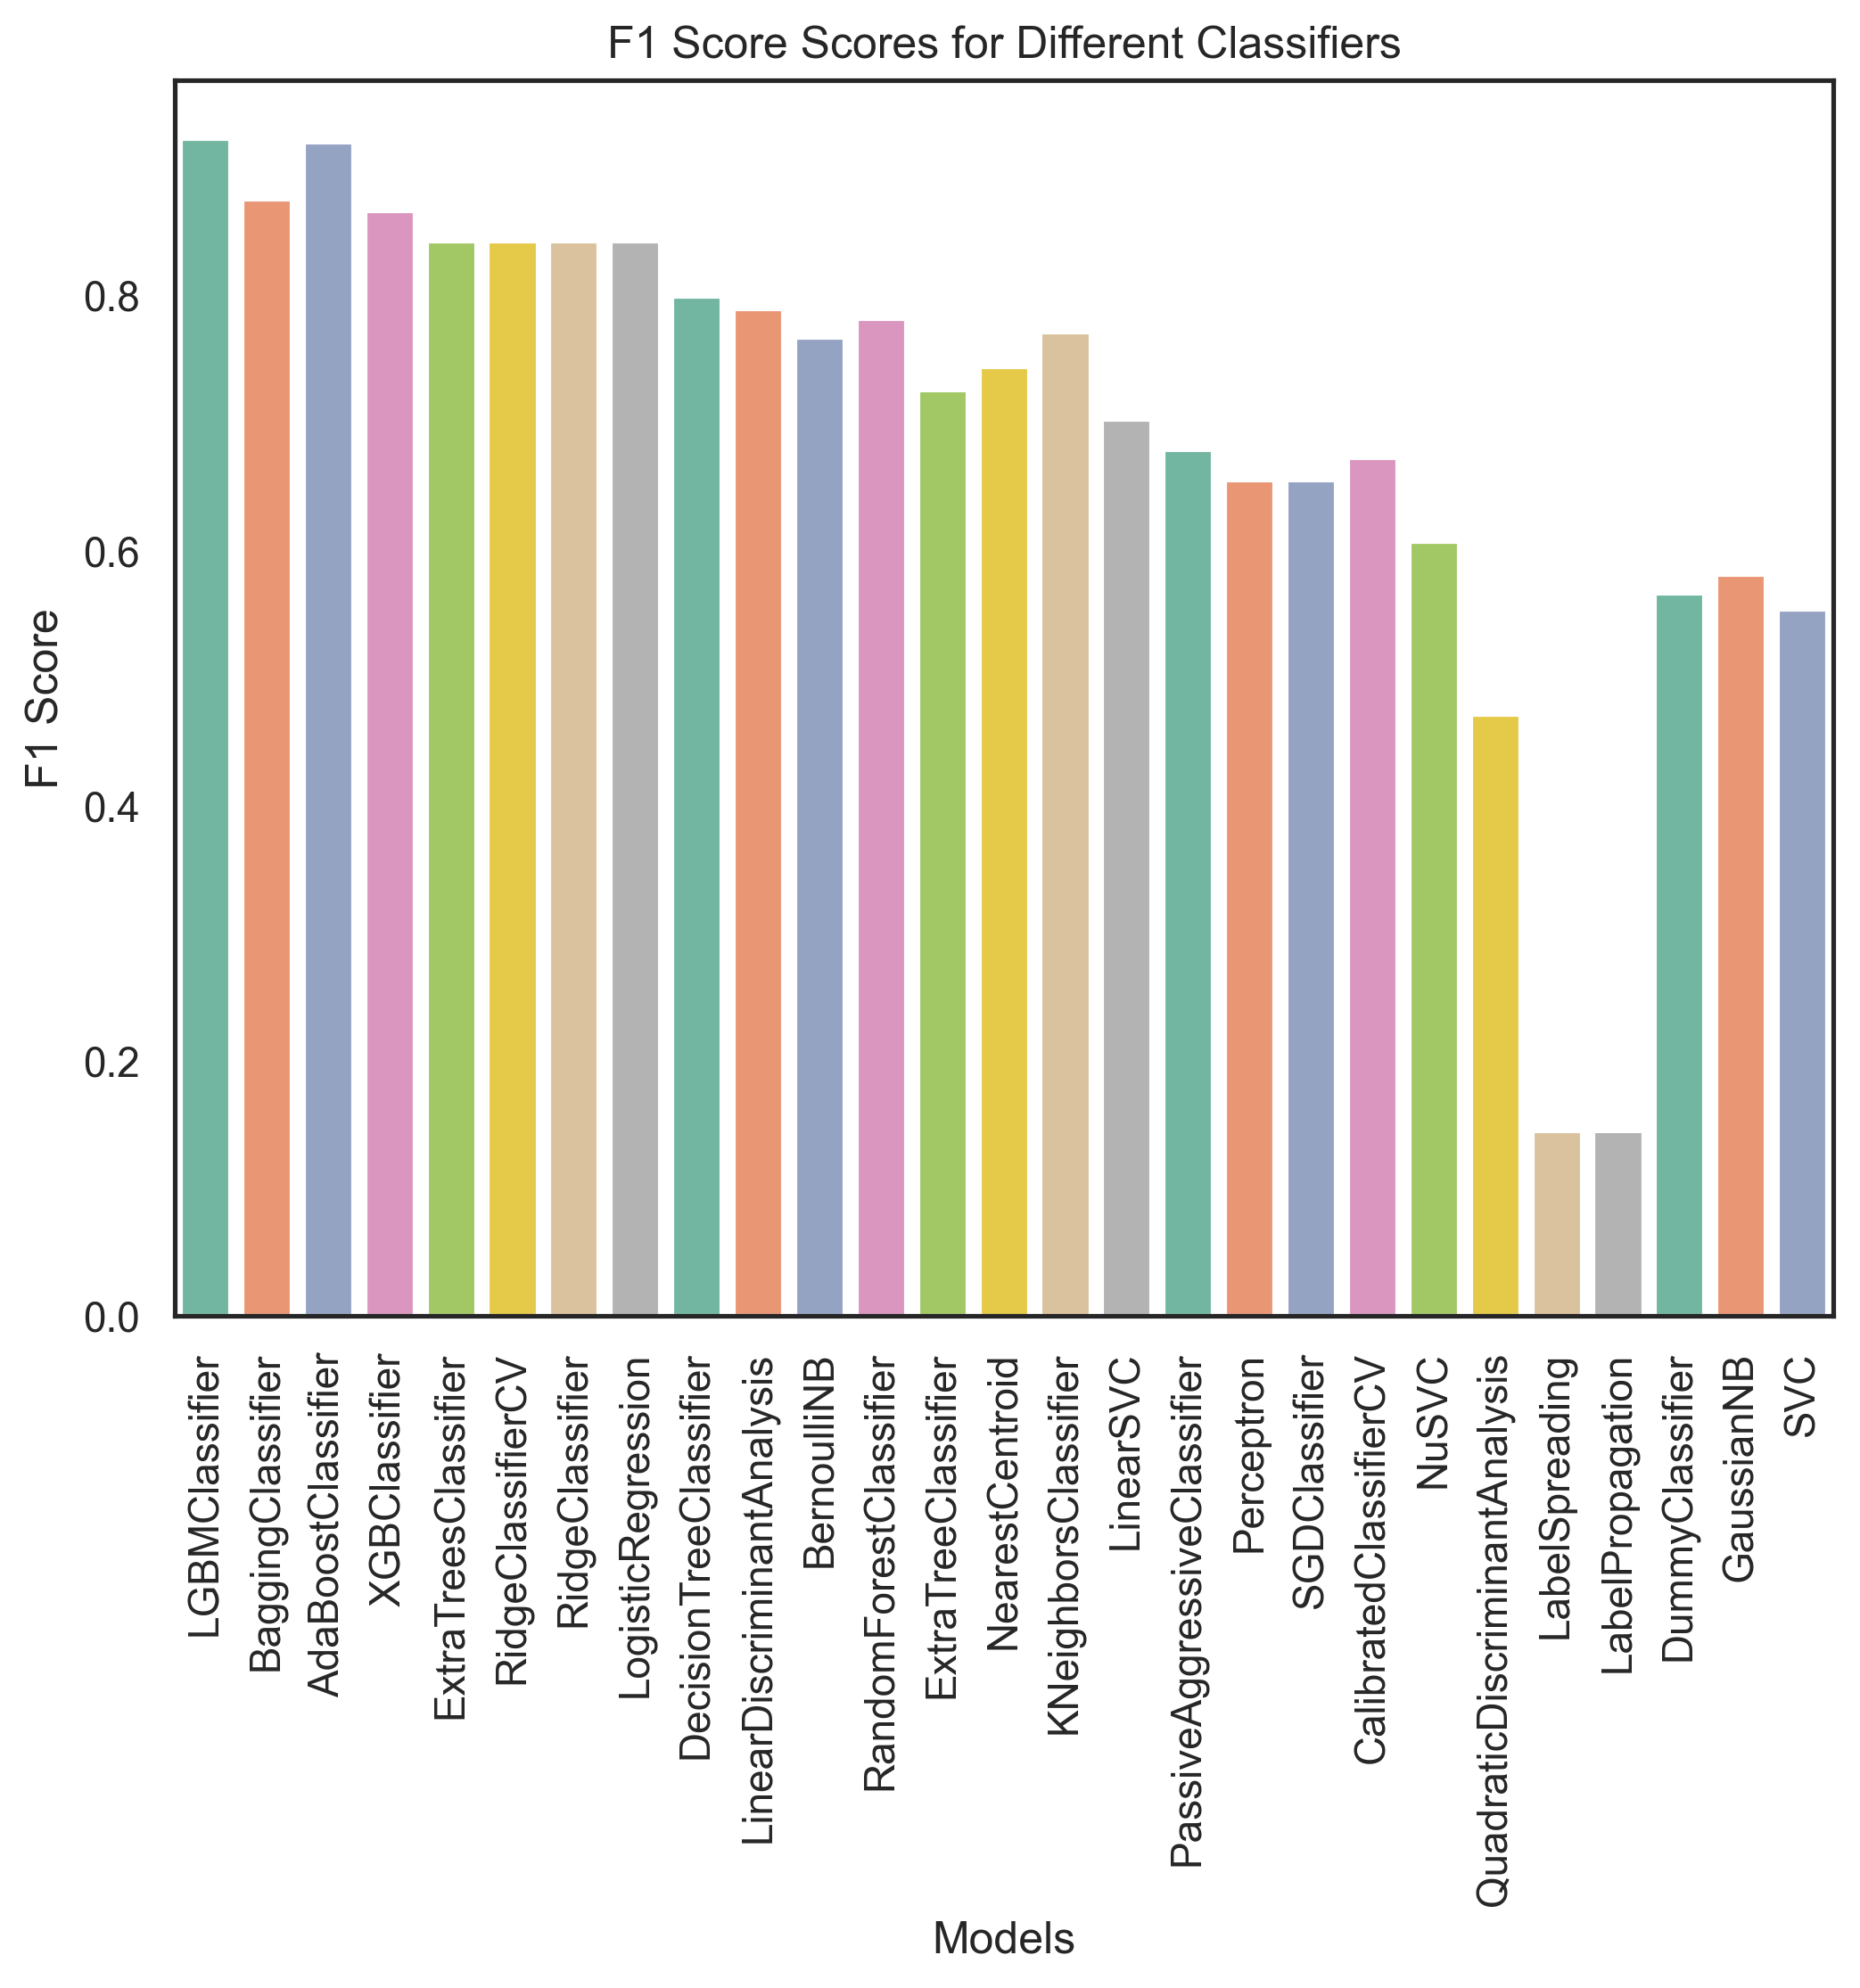 F1 Score Scores for Different Classifiers
F1 Score
0.8
0.6
0.4
0.2
0.0
LGBMClassifier
BaggingClassifier
AdaBoostClassifier
XGBClassifier
ExtraTreesClassifier
RidgeClassifierCV
RidgeClassifier
LogisticRegression
DecisionTreeClassifier
LinearDiscriminantAnalysis
BernoulliNB
RandomForestClassifier
ExtraTreeClassifier
NearestCentroid
KNeighborsClassifier
LinearSVC
PassiveAggressiveClassifier
Perceptron
SGDClassifier
CalibratedClassifierCV
NuSVC
QuadraticDiscriminantAnalysis
LabelSpreading
LabelPropagation
DummyClassifier
GaussianNB
SVC
Models